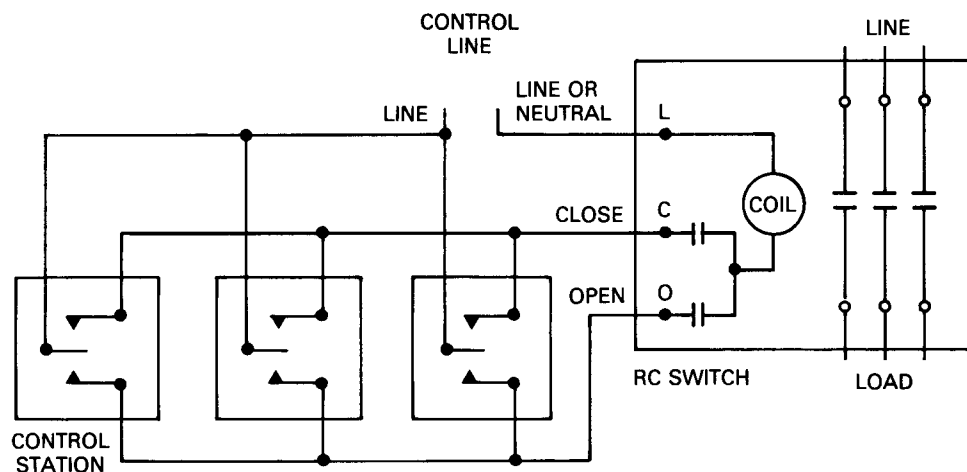 CONTROL
LINE
LINE
LINE
LINE OR
NEUTRAL
L
COIL
CLOSE
C
OPEN
O
RC SWITCH
LOAD
CONTROL
STATION